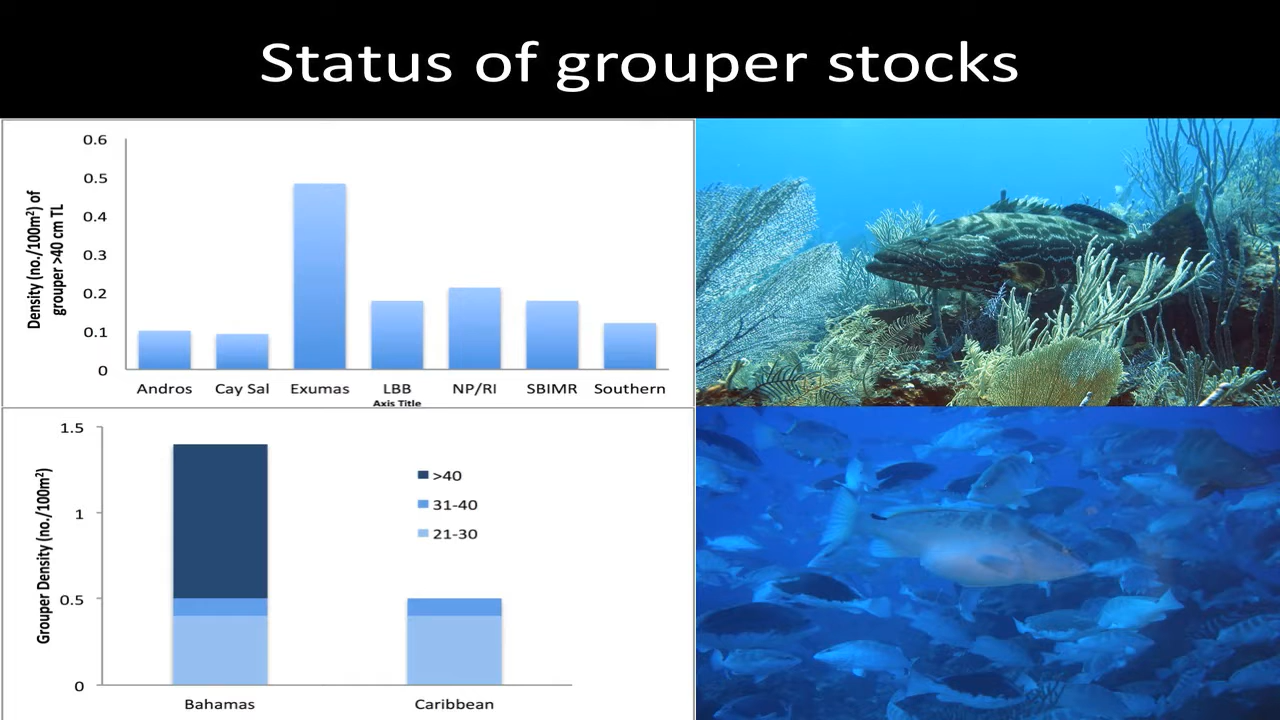 Status of grouper stocks
Density (no./100m²) of
grouper >40 cm TL
0.6
0.5
0.4
0.3
0.2
0.1
0
Andros Cay Sal Exumas LBB NP/RI SBIMR Southern
Axis Title
Grouper Density (no./100m²)
1.5
1
0.5
0
>40
31-40
21-30
Bahamas Caribbean